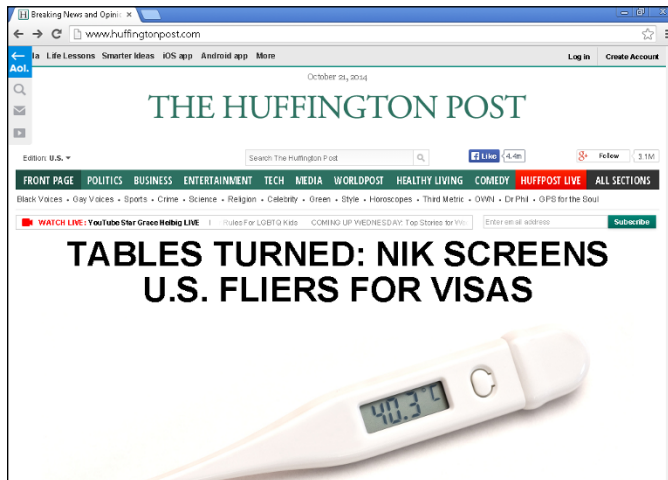 Breaking News and Opinic ×
www.huffingtonpost.com
la Life Lessons Smarter Ideas iOS app Android app More Log in Create Account
Aol.
October 21, 2014
THE HUFFINGTON POST
Edition: U.S. Search The Huffington Post Like 4.4m Follow 3.1M
FRONT PAGE POLITICS BUSINESS ENTERTAINMENT TECH MEDIA WORLDPOST HEALTHY LIVING COMEDY HUFFPOST LIVE ALL SECTIONS
Black Voices • Gay Voices • Sports • Crime • Science • Religion • Celebrity • Green • Style • Horoscopes • Third Metric • OWN • Dr Phil • GPS for the Soul
WATCH LIVE: YouTube Star Grace Helbig LIVE | Rules For LGBTQ Kids COMING UP WEDNESDAY: Top Stories for Enter email address Subscribe
TABLES TURNED: NIK SCREENS
U.S. FLIERS FOR VISAS
40.3°C